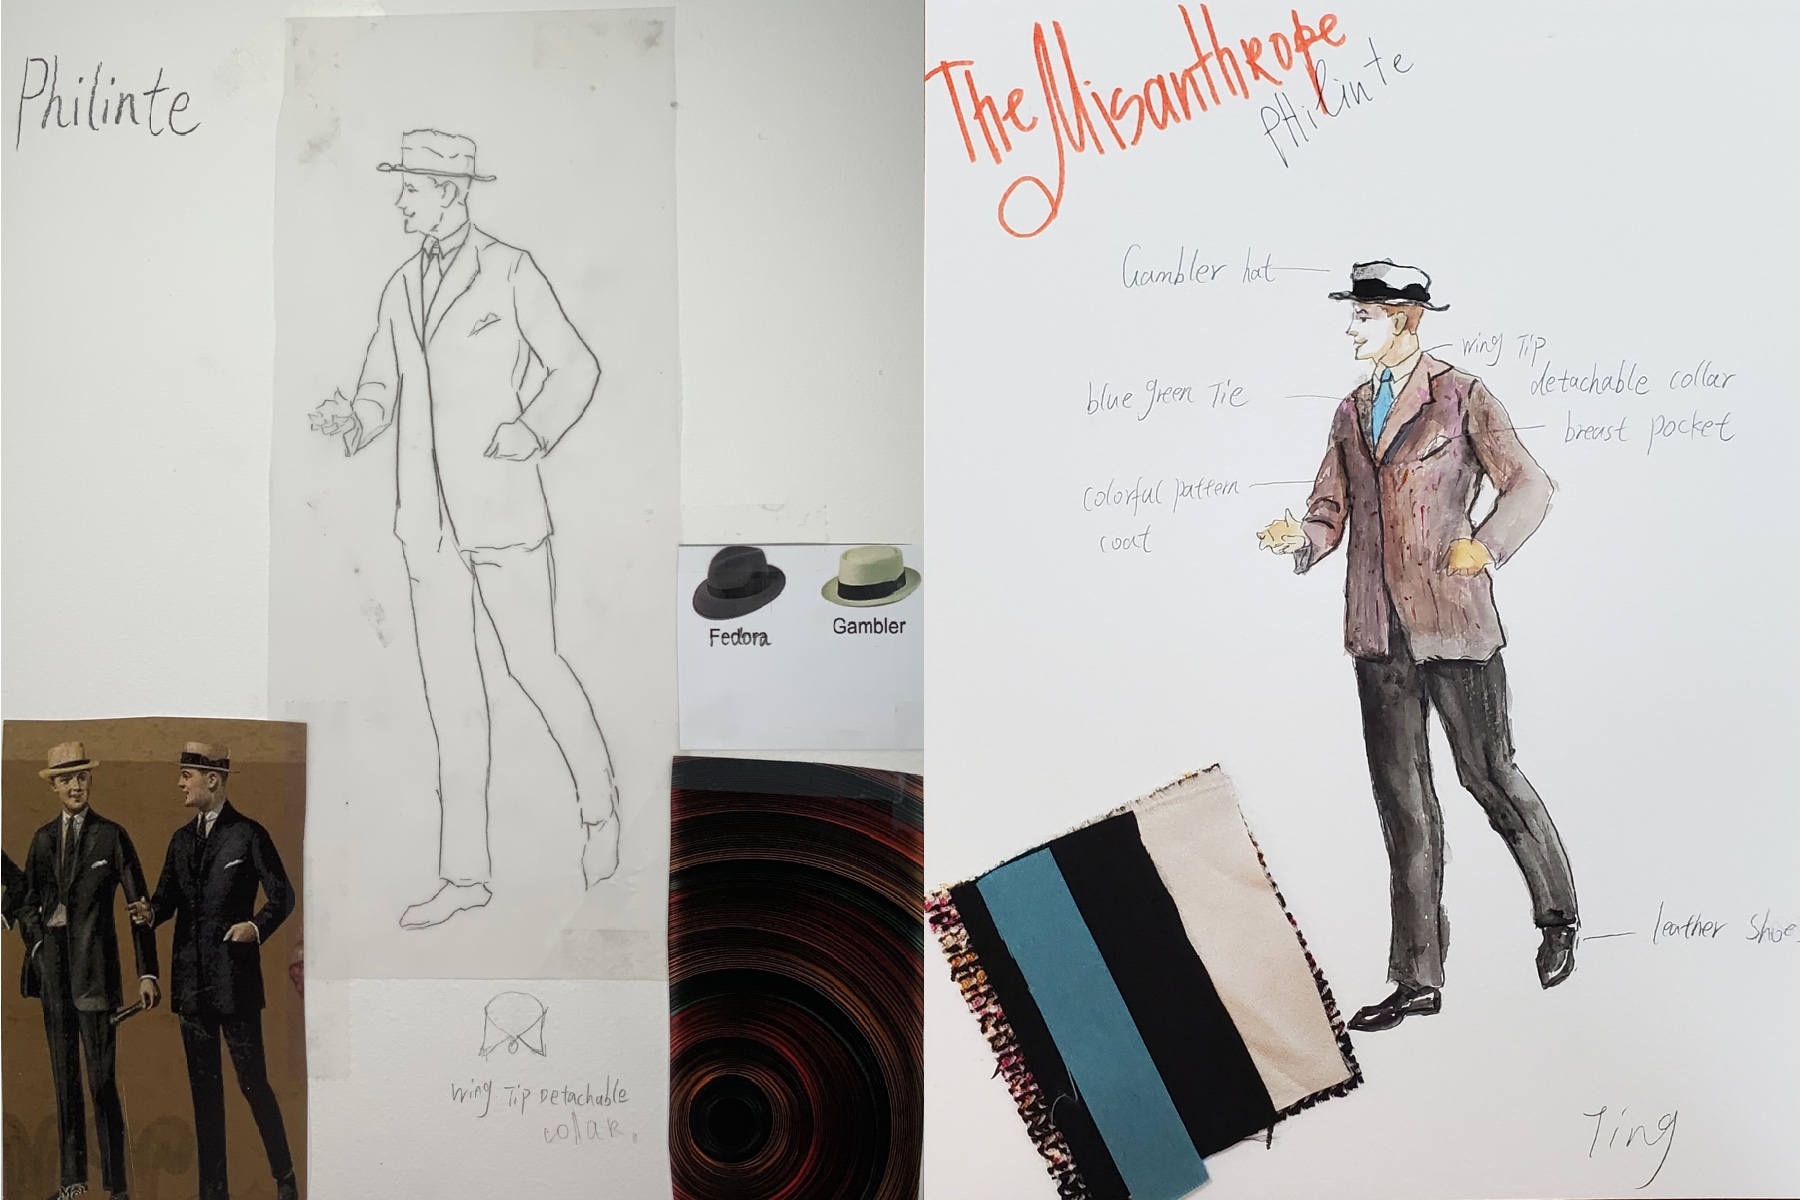 Philinte
Fedora
Gambler
wing Tip Detachable
collar.
The Misanthrope
PHilinte
Gambler hat
wing Tip
detachable collar
blue green Tie
breast pocket
colorful pattern
coat
leather Shoe
Ting